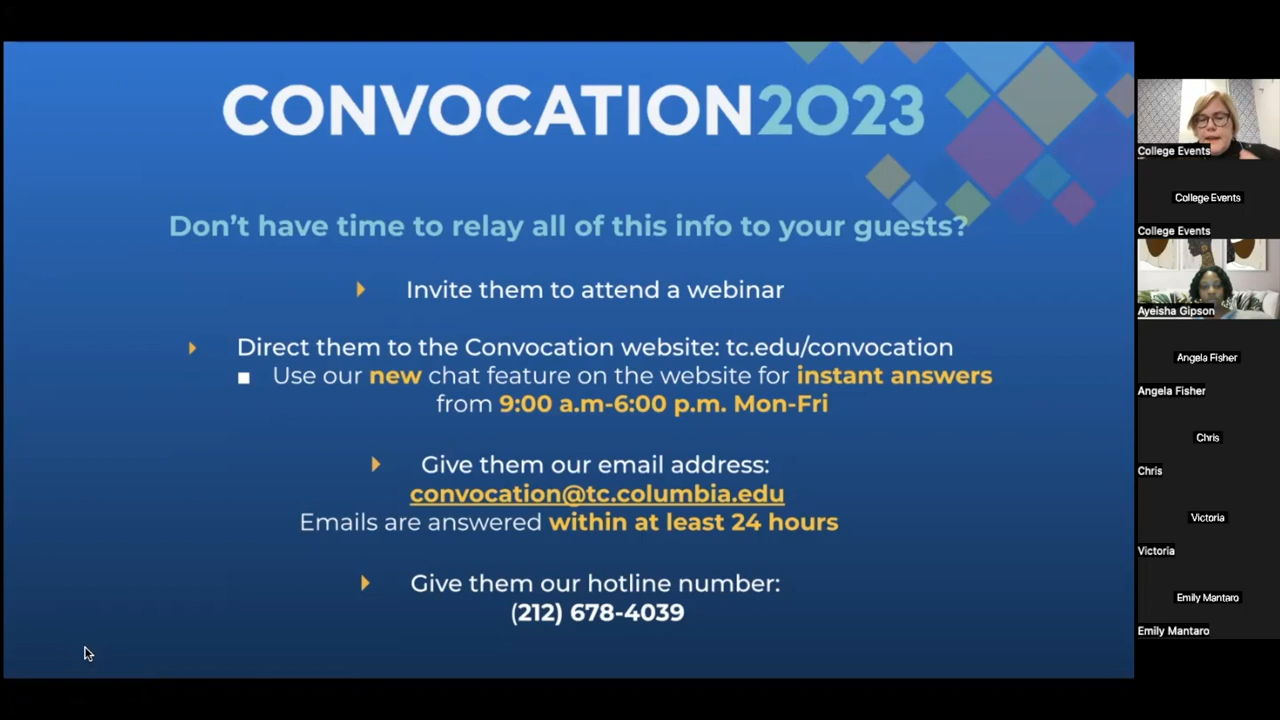 CONVOCATION2023
Don't have time to relay all of this info to your guests?
Invite them to attend a webinar
Direct them to the Convocation website: tc.edu/convocation
Use our new chat feature on the website for instant answers
from 9:00 a.m-6:00 p.m. Mon-Fri
Give them our email address:
convocation@tc.columbia.edu
Emails are answered within at least 24 hours
Give them our hotline number:
(212) 678-4039
College Events
College Events
College Events
Ayeisha Gipson
Angela Fisher
Angela Fisher
Chris
Chris
Victoria
Victoria
Emily Mantaro
Emily Mantaro